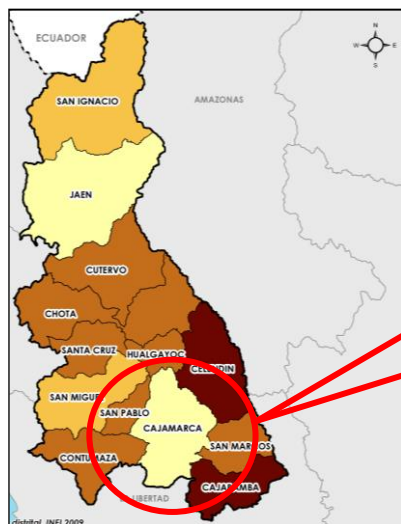 ECUADOR
N
W
E
S
SAN IGNACIO
AMAZONAS
JAEN
CUTERVO
CHOTA
SANTA CRUZ
HUALGAYOC
CELENDIN
SAN MIGUEL
SAN PABLO
CAJAMARCA
SAN MARCOS
CONTUMAZA
CAJABAMBA
LIBERTAD
distrital, INEI 2009